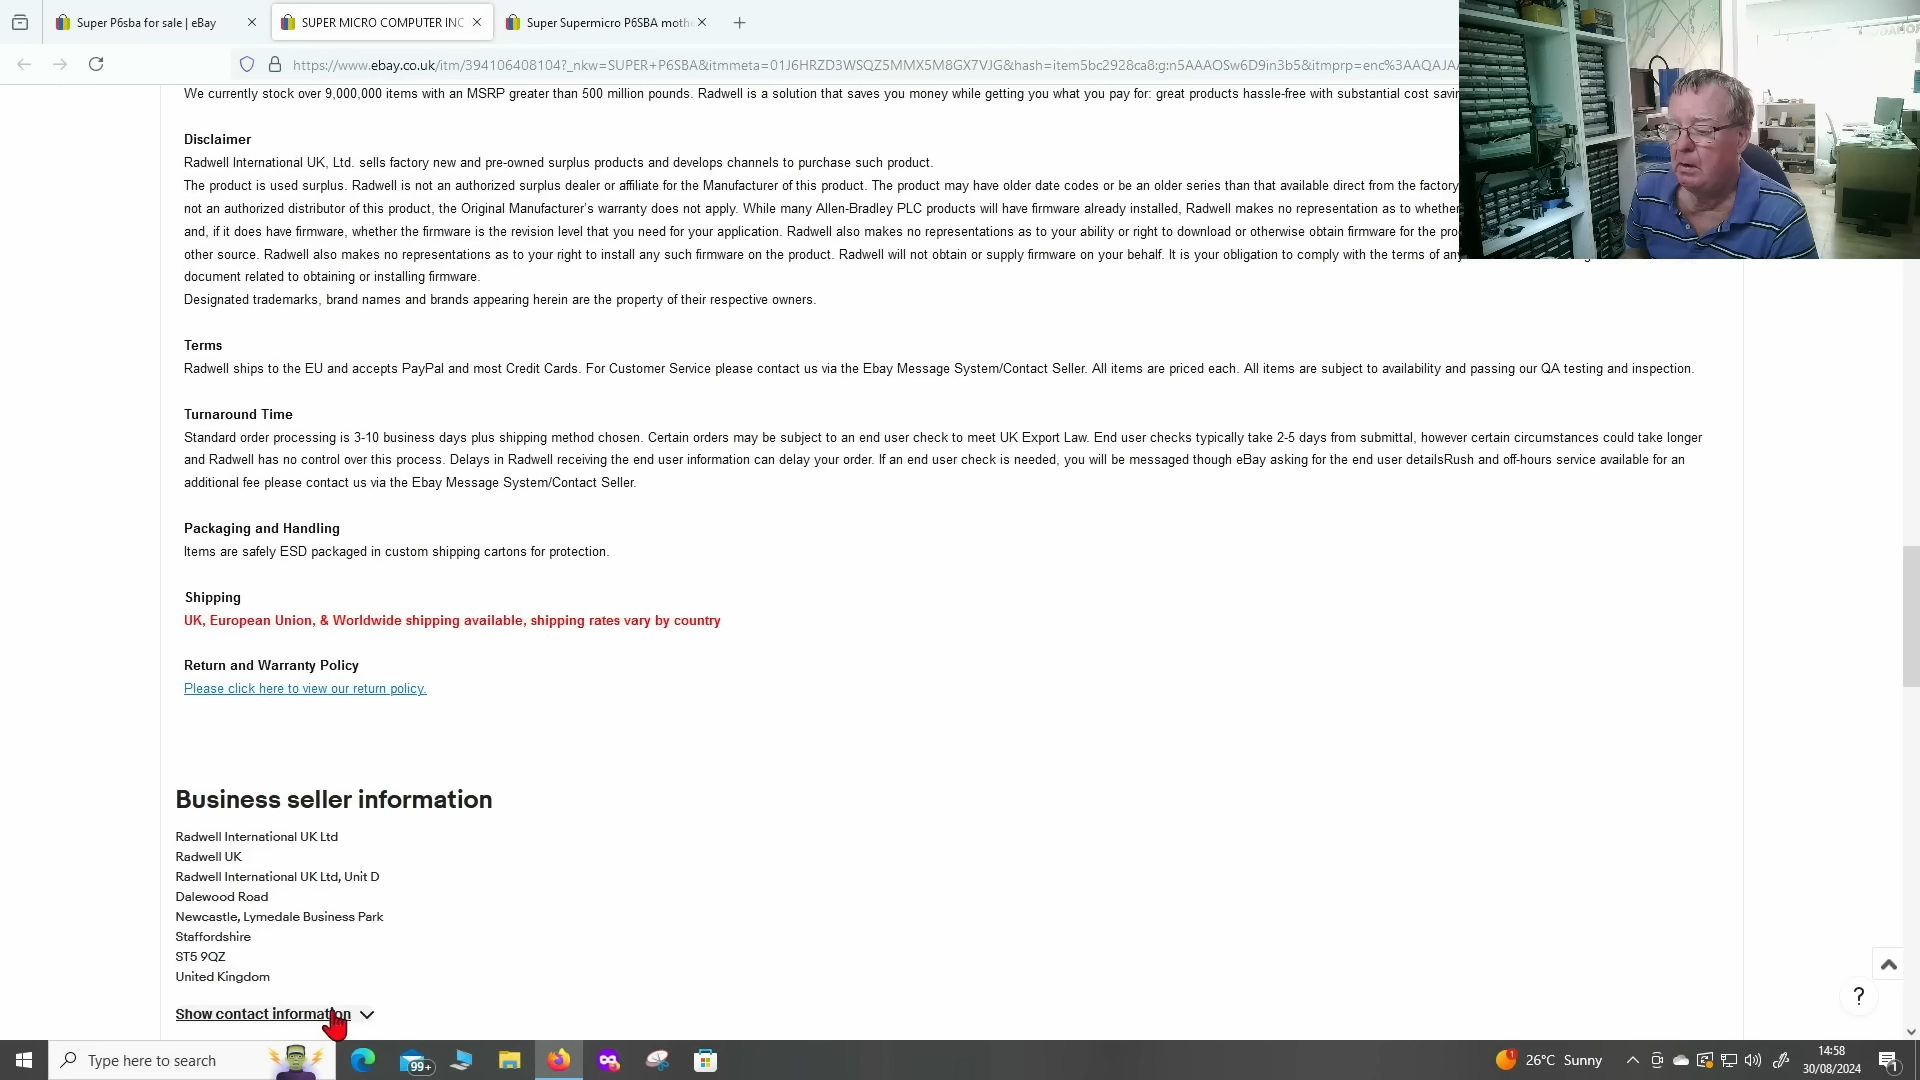 Super P6sba for sale | eBay
SUPER MICRO COMPUTER INC
Super Supermicro P6SBA moth
https://www.ebay.co.uk/itm/394106408104?_nkw=SUPER+P6SBA&itmmeta=01J6HRZD3WSQZ5MMX5M8GX7VJG&hash=item5bc2928ca8:g:n5AAAOSw6D9in3b5&itmprp=enc%3AAQAJA
We currently stock over 9,000,000 items with an MSRP greater than 500 million pounds. Radwell is a solution that saves you money while getting you what you pay for: great products hassle-free with substantial cost
Disclaimer
Radwell International UK, Ltd. sells factory new and pre-owned surplus products and develops channels to purchase such product.
The product is used surplus. Radwell is not an authorized surplus dealer or affiliate for the Manufacturer of this product. The product may have older date codes or be an older series than that available direct from the factory
not an authorized distributor of this product, the Original Manufacturer's warranty does not apply. While many Allen-Bradley PLC products will have firmware already installed, Radwell makes no representation as to
and, if it does have firmware, whether the firmware is the revision level that you need for your application. Radwell also makes no representations as to your ability or right to download or otherwise obtain firmware for the
other source. Radwell also makes no representations as to your right to install any such firmware on the product. Radwell will not obtain or supply firmware on your behalf. It is your obligation to comply with the terms of any
document related to obtaining or installing firmware.
Designated trademarks, brand names and brands appearing herein are the property of their respective owners.
Terms
Radwell ships to the EU and accepts PayPal and most Credit Cards. For Customer Service please contact us via the Ebay Message System/Contact Seller. All items are priced each. All items are subject to availability and passing our QA testing and inspection.
Turnaround Time
Standard order processing is 3-10 business days plus shipping method chosen. Certain orders may be subject to an end user check to meet UK Export Law. End user checks typically take 2-5 days from submittal, however certain circumstances could take longer
and Radwell has no control over this process. Delays in Radwell receiving the end user information can delay your order. If an end user check is needed, you will be messaged though eBay asking for the end user detailsRush and off-hours service available for an
additional fee please contact us via the Ebay Message System/Contact Seller.
Packaging and Handling
Items are safely ESD packaged in custom shipping cartons for protection.
Shipping
UK, European Union, & Worldwide shipping available, shipping rates vary by country
Return and Warranty Policy
Please click here to view our return policy.
Business seller information
Radwell International UK Ltd
Radwell UK
Radwell International UK Ltd, Unit D
Dalewood Road
Newcastle, Lymedale Business Park
Staffordshire
ST5 9QZ
United Kingdom
Show contact information
?
Type here to search
99+
1
26°C Sunny
14:58
30/08/2024
1